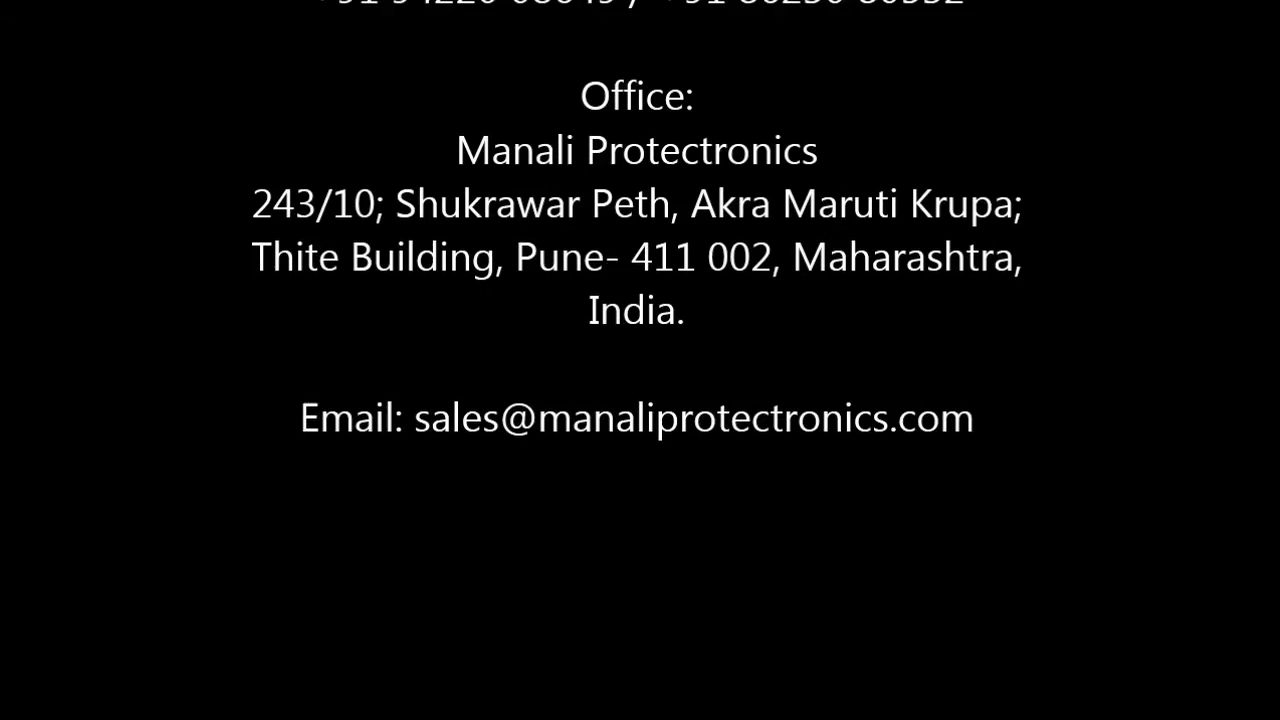 Office:
Manali Protectronics
243/10; Shukrawar Peth, Akra Maruti Krupa;
Thite Building, Pune- 411 002, Maharashtra,
India.
Email: sales@manaliprotectronics.com